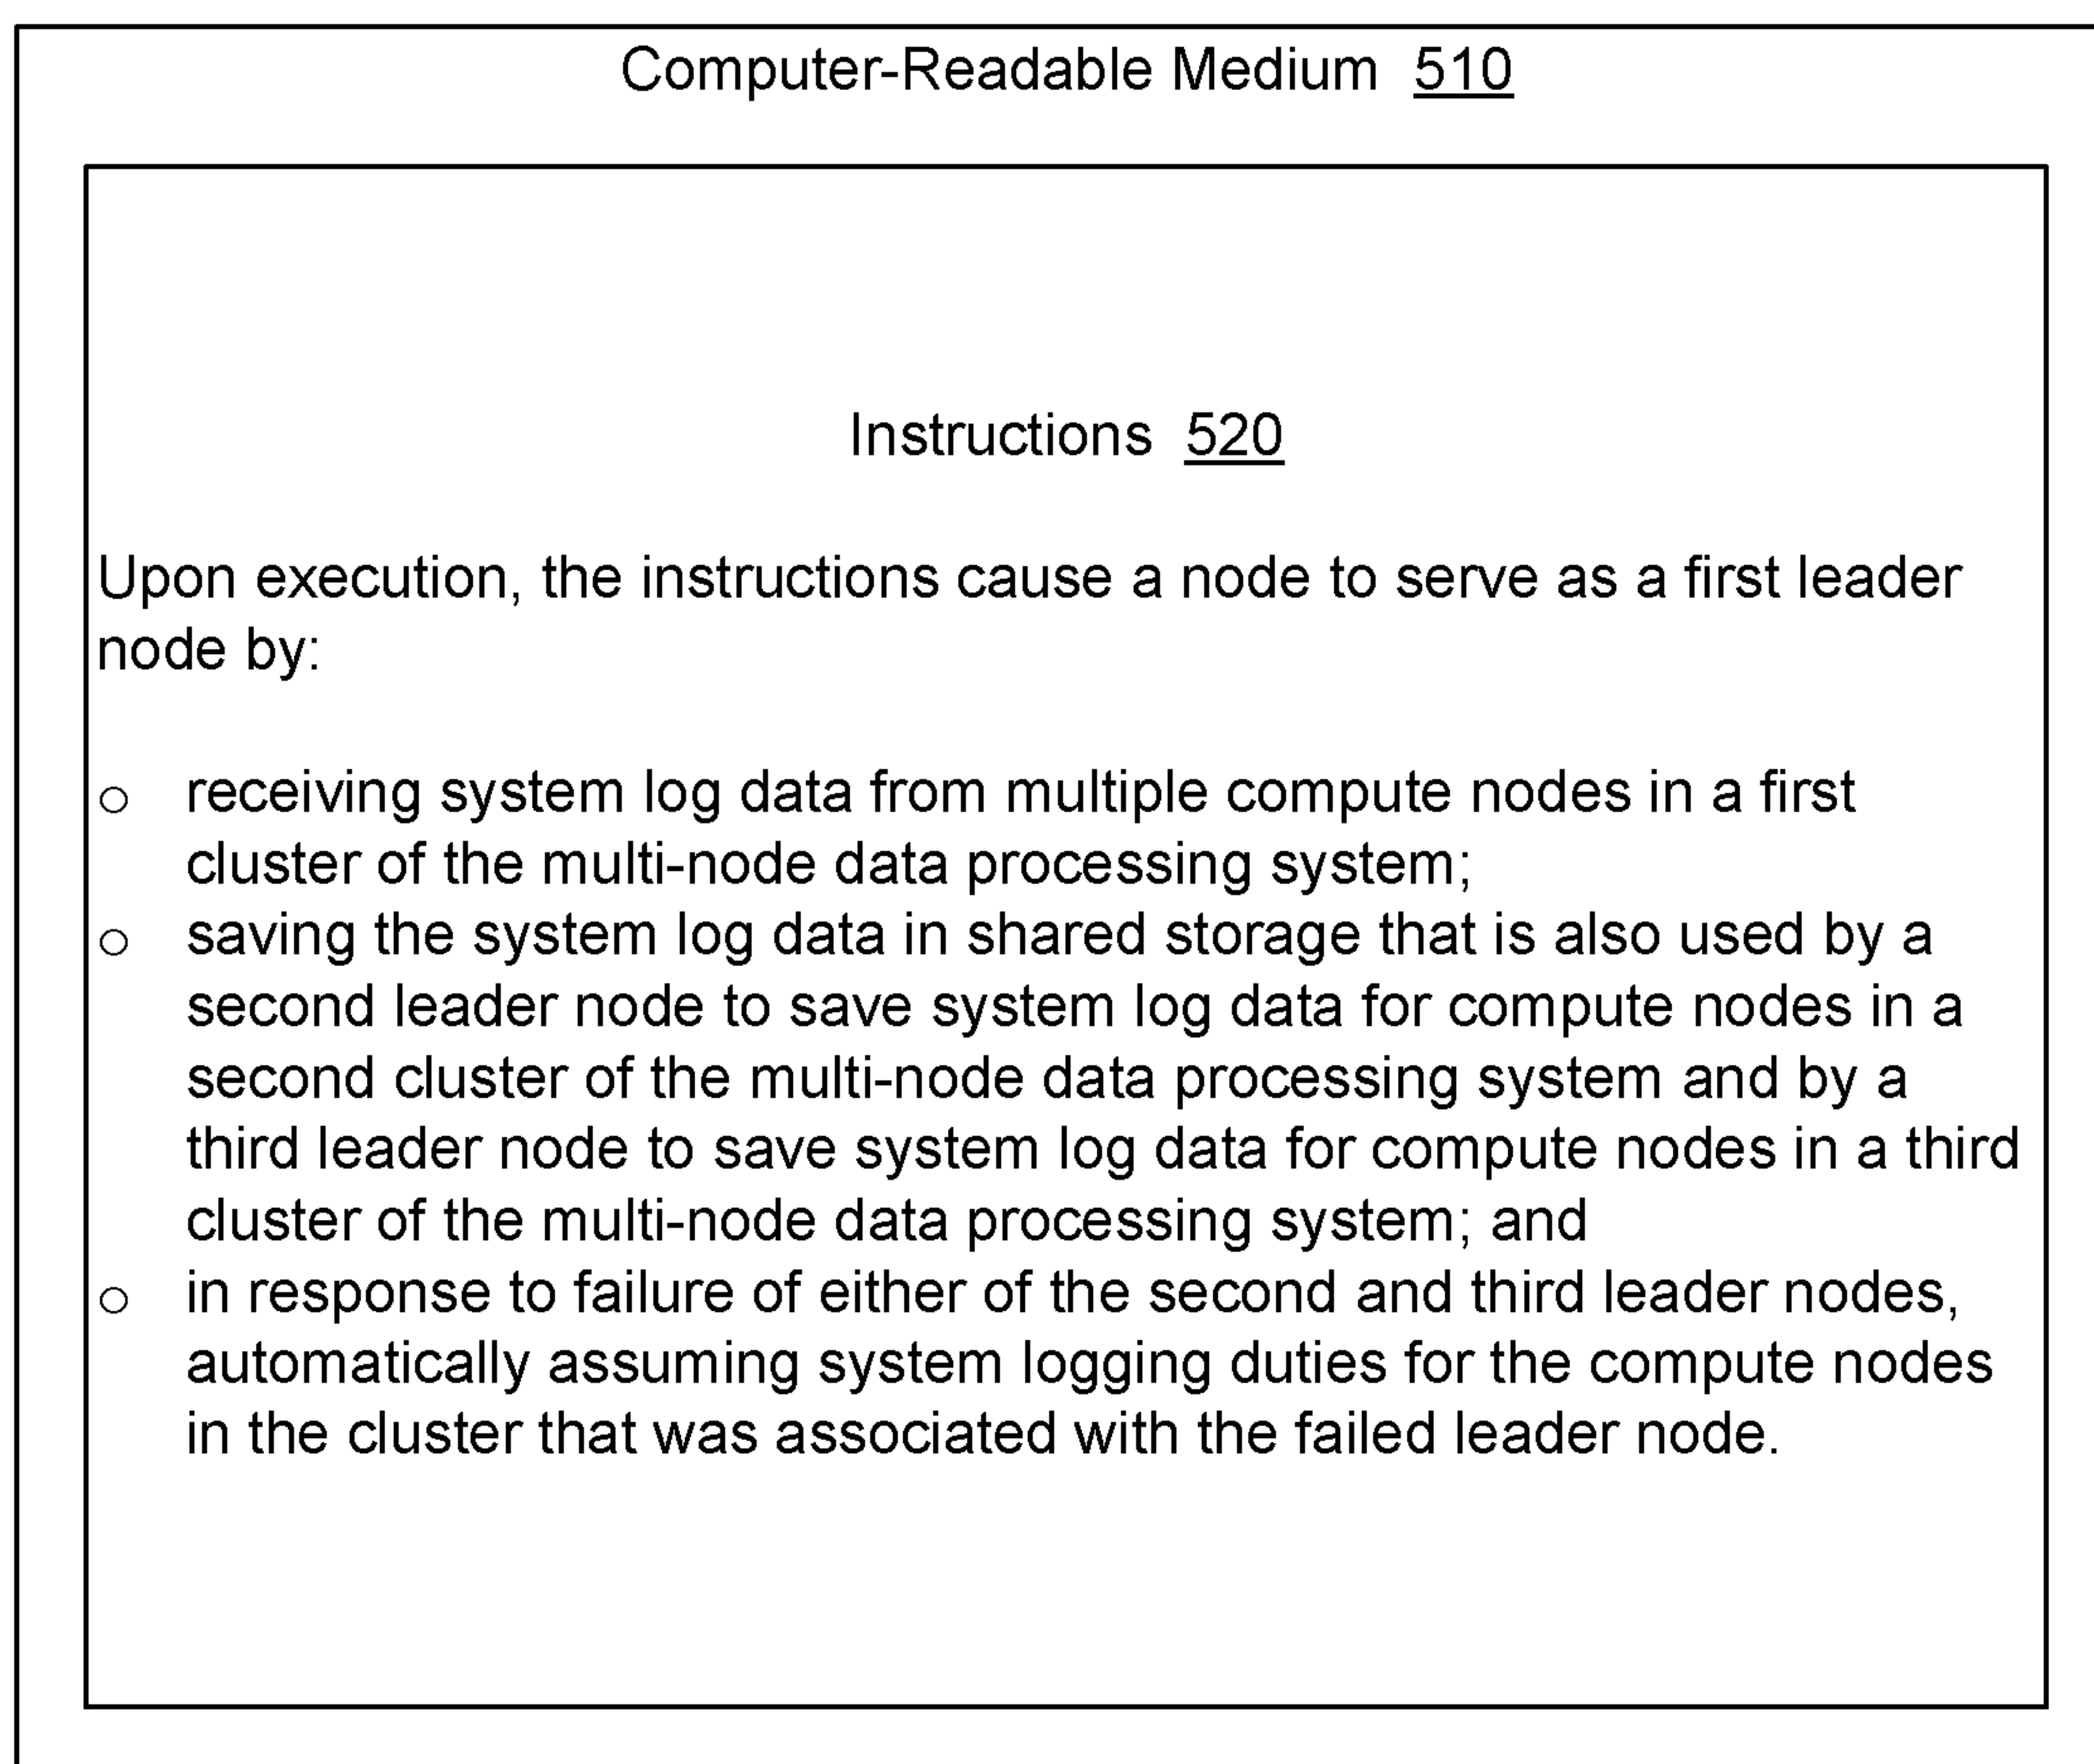 Computer-Readable Medium 510
Instructions 520
Upon execution, the instructions cause a node to serve as a first leader
node by:
○ receiving system log data from multiple compute nodes in a first
cluster of the multi-node data processing system;
○ saving the system log data in shared storage that is also used by a
second leader node to save system log data for compute nodes in a
second cluster of the multi-node data processing system and by a
third leader node to save system log data for compute nodes in a third
cluster of the multi-node data processing system; and
○ in response to failure of either of the second and third leader nodes,
automatically assuming system logging duties for the compute nodes
in the cluster that was associated with the failed leader node.